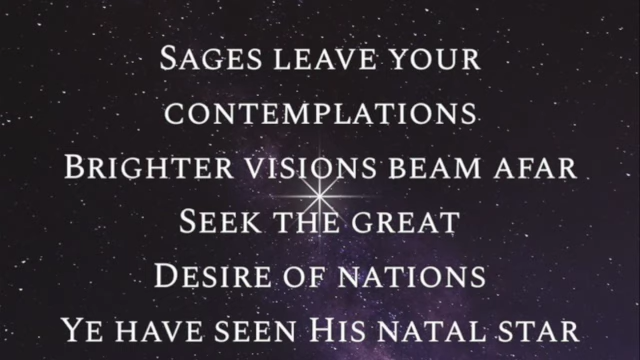 Sages leave your
contemplations
Brighter visions beam afar
Seek the great
Desire of nations
Ye have seen His natal star